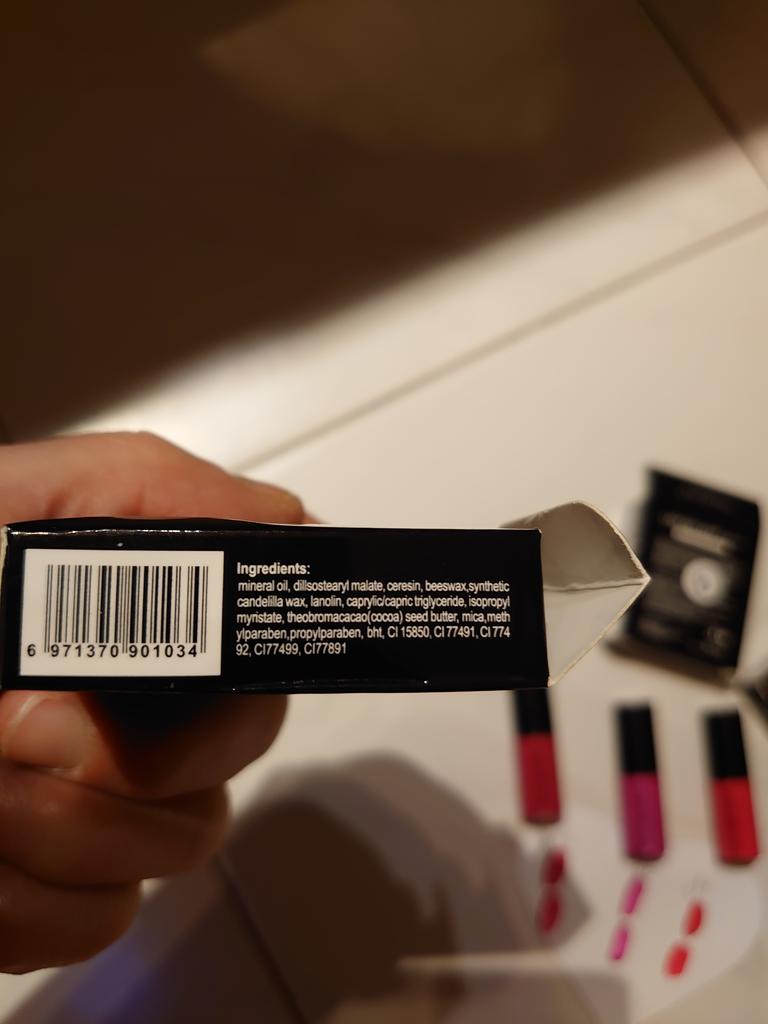 Ingredients:
mineral oil, diilsostearyl malate, ceresin, beeswax,synthetic
candelilla wax, lanolin, caprylic/capric triglyceride, isopropyl
myristate, theobromacacao(cocoa) seed butter, mica,meth
ylparaben,propylparaben, bht, CI 15850, CI 77491, CI 774
92, CI77499, CI77891
6 971370 901034